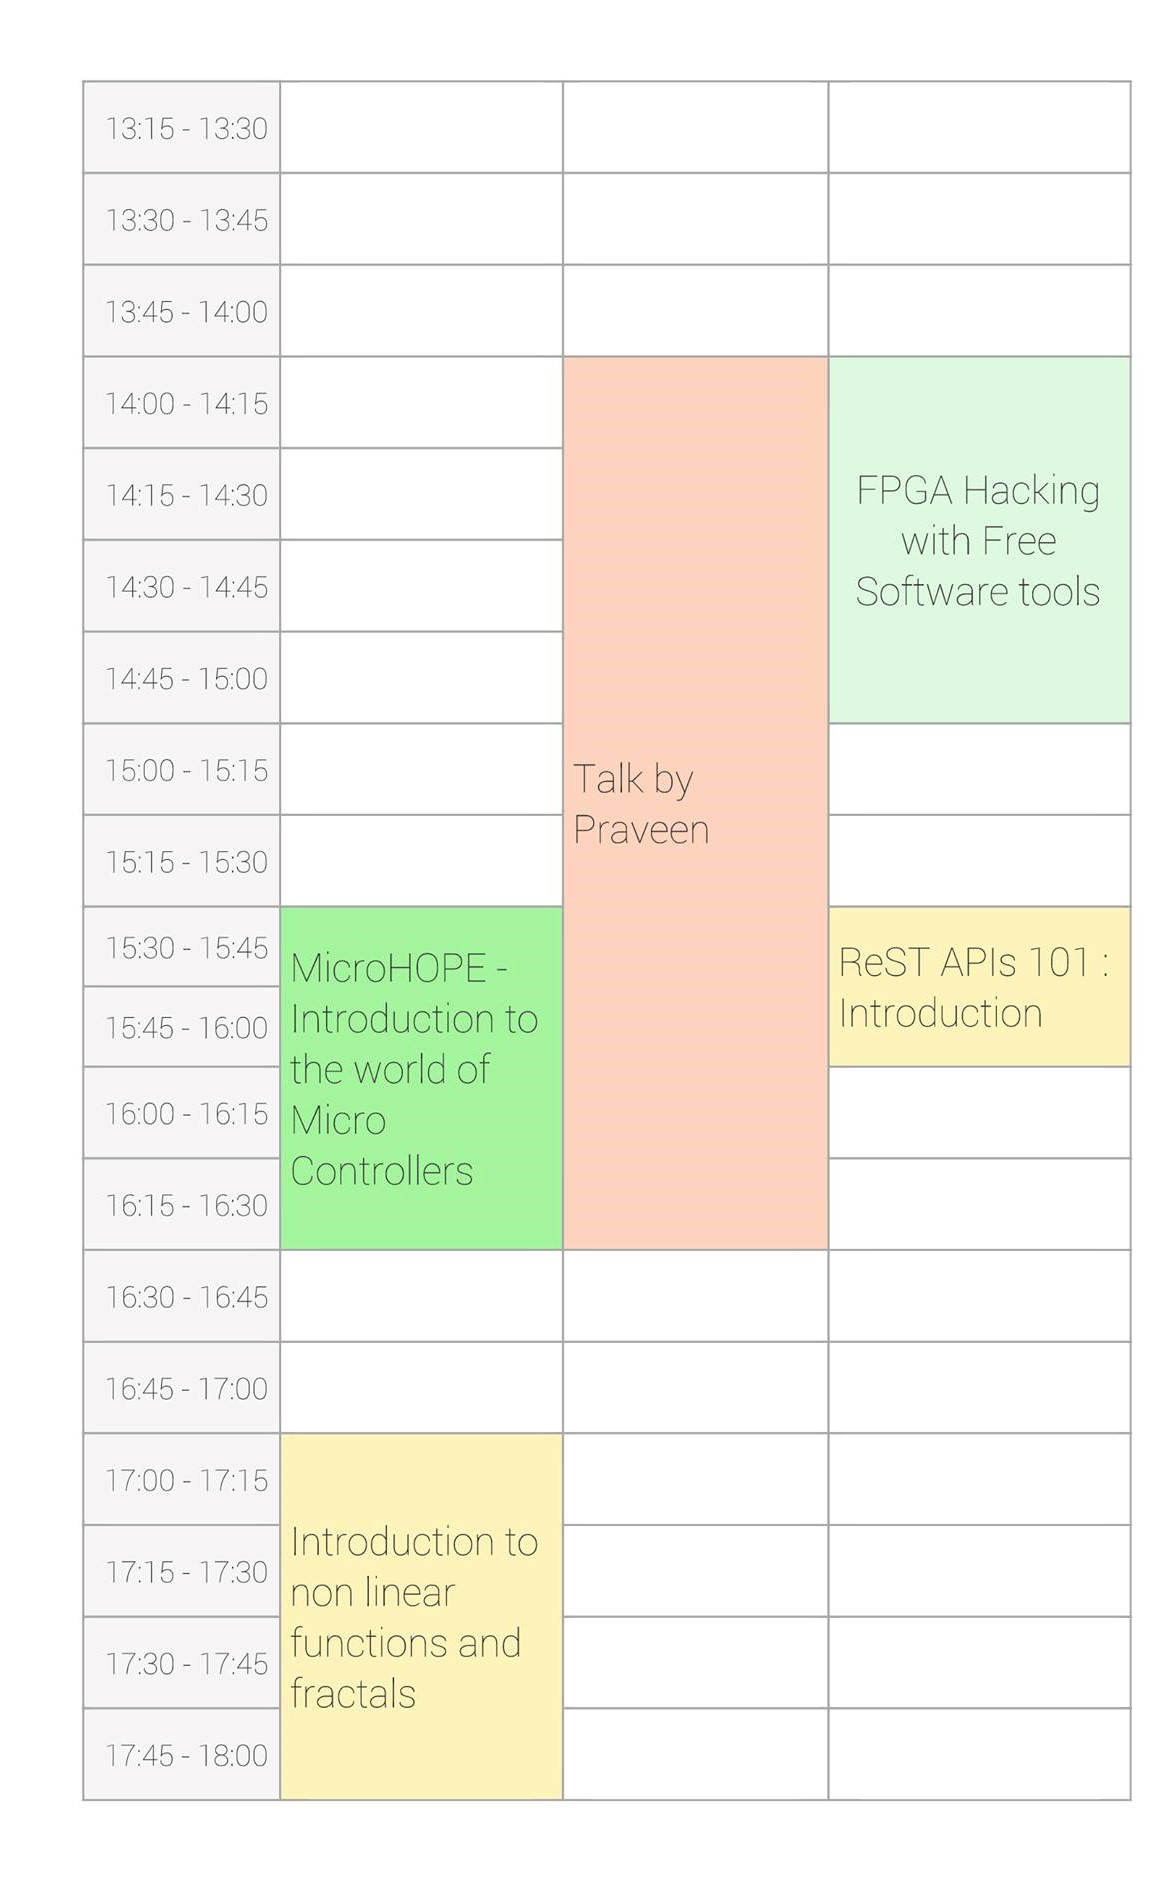 13:15 - 13:30
13:30 - 13:45
13:45 - 14:00
14:00 - 14:15
14:15 - 14:30
14:30 - 14:45
14:45 - 15:00
15:00 - 15:15
15:15 - 15:30
15:30 - 15:45
15:45 - 16:00
16:00 - 16:15
16:15 - 16:30
16:30 - 16:45
16:45 - 17:00
17:00 - 17:15
17:15 - 17:30
17:30 - 17:45
17:45 - 18:00
MicroHOPE -
Introduction to
the world of
Micro
Controllers
Introduction to
non linear
functions and
fractals
Talk by
Praveen
FPGA Hacking
with Free
Software tools
ReST APIs 101 :
Introduction